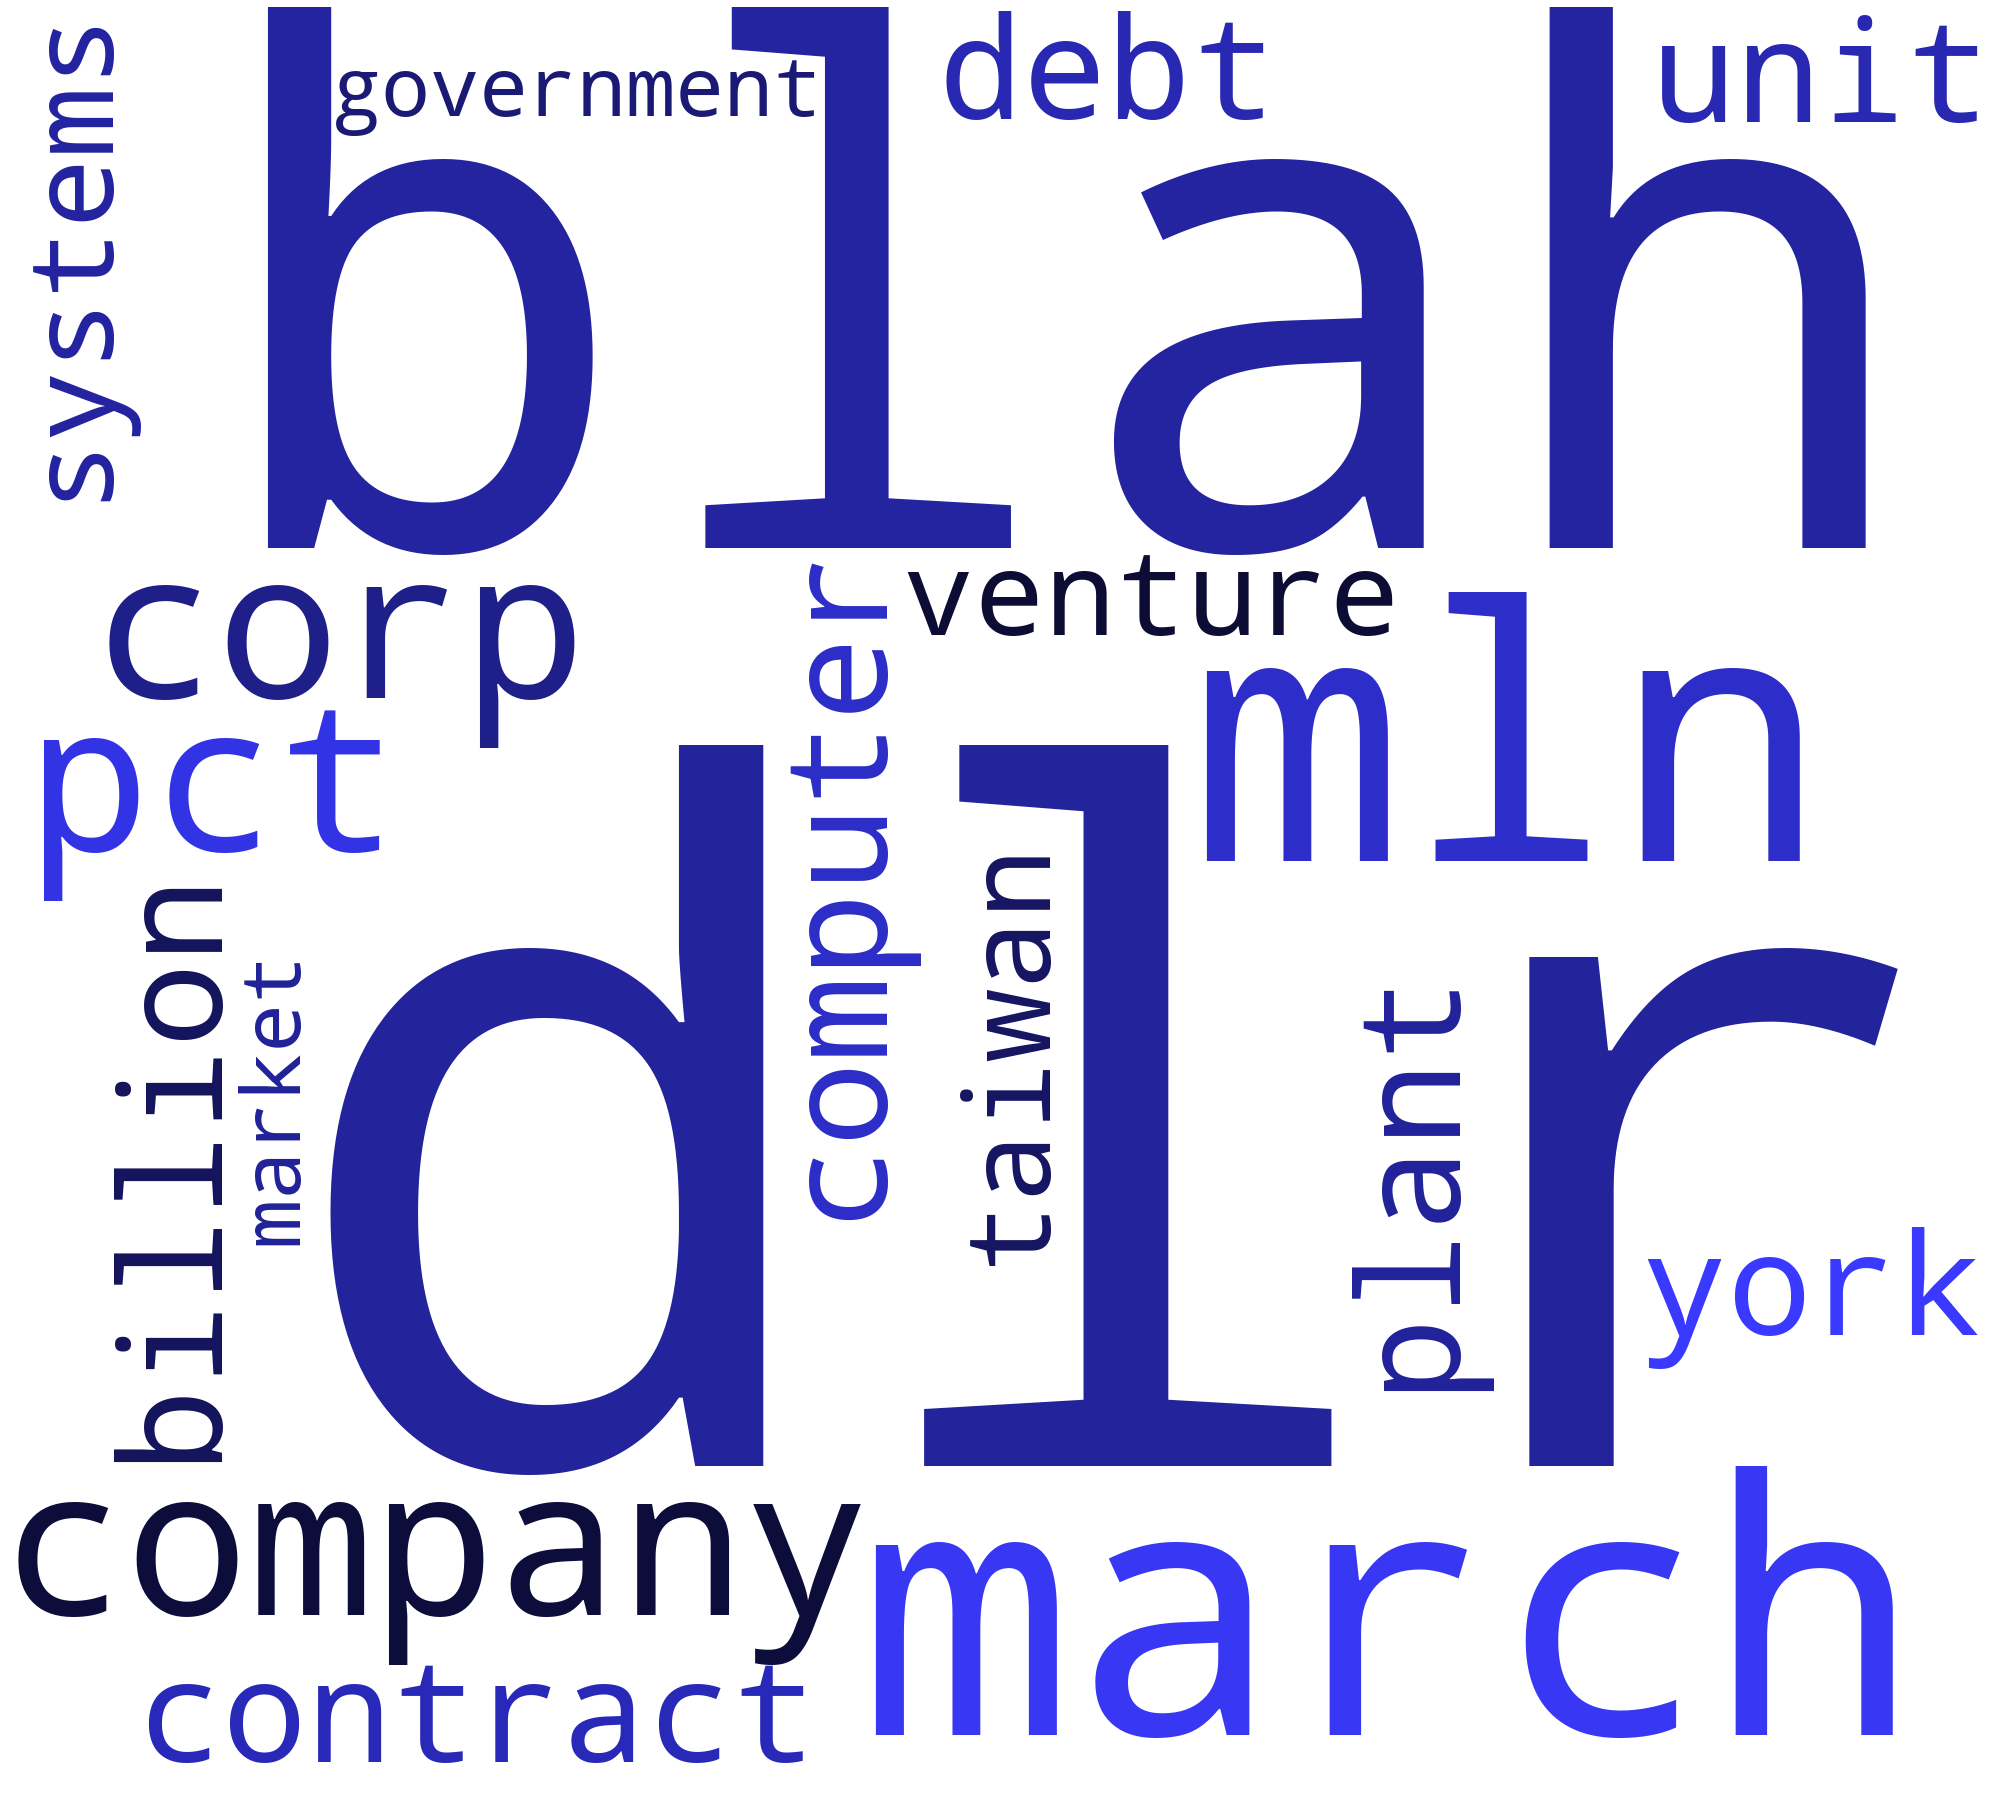 systems
government
blah
debt
unit
corp
venture
computer
mln
pct
dlr
billion
market
taiwan
plant
york
company
march
contract